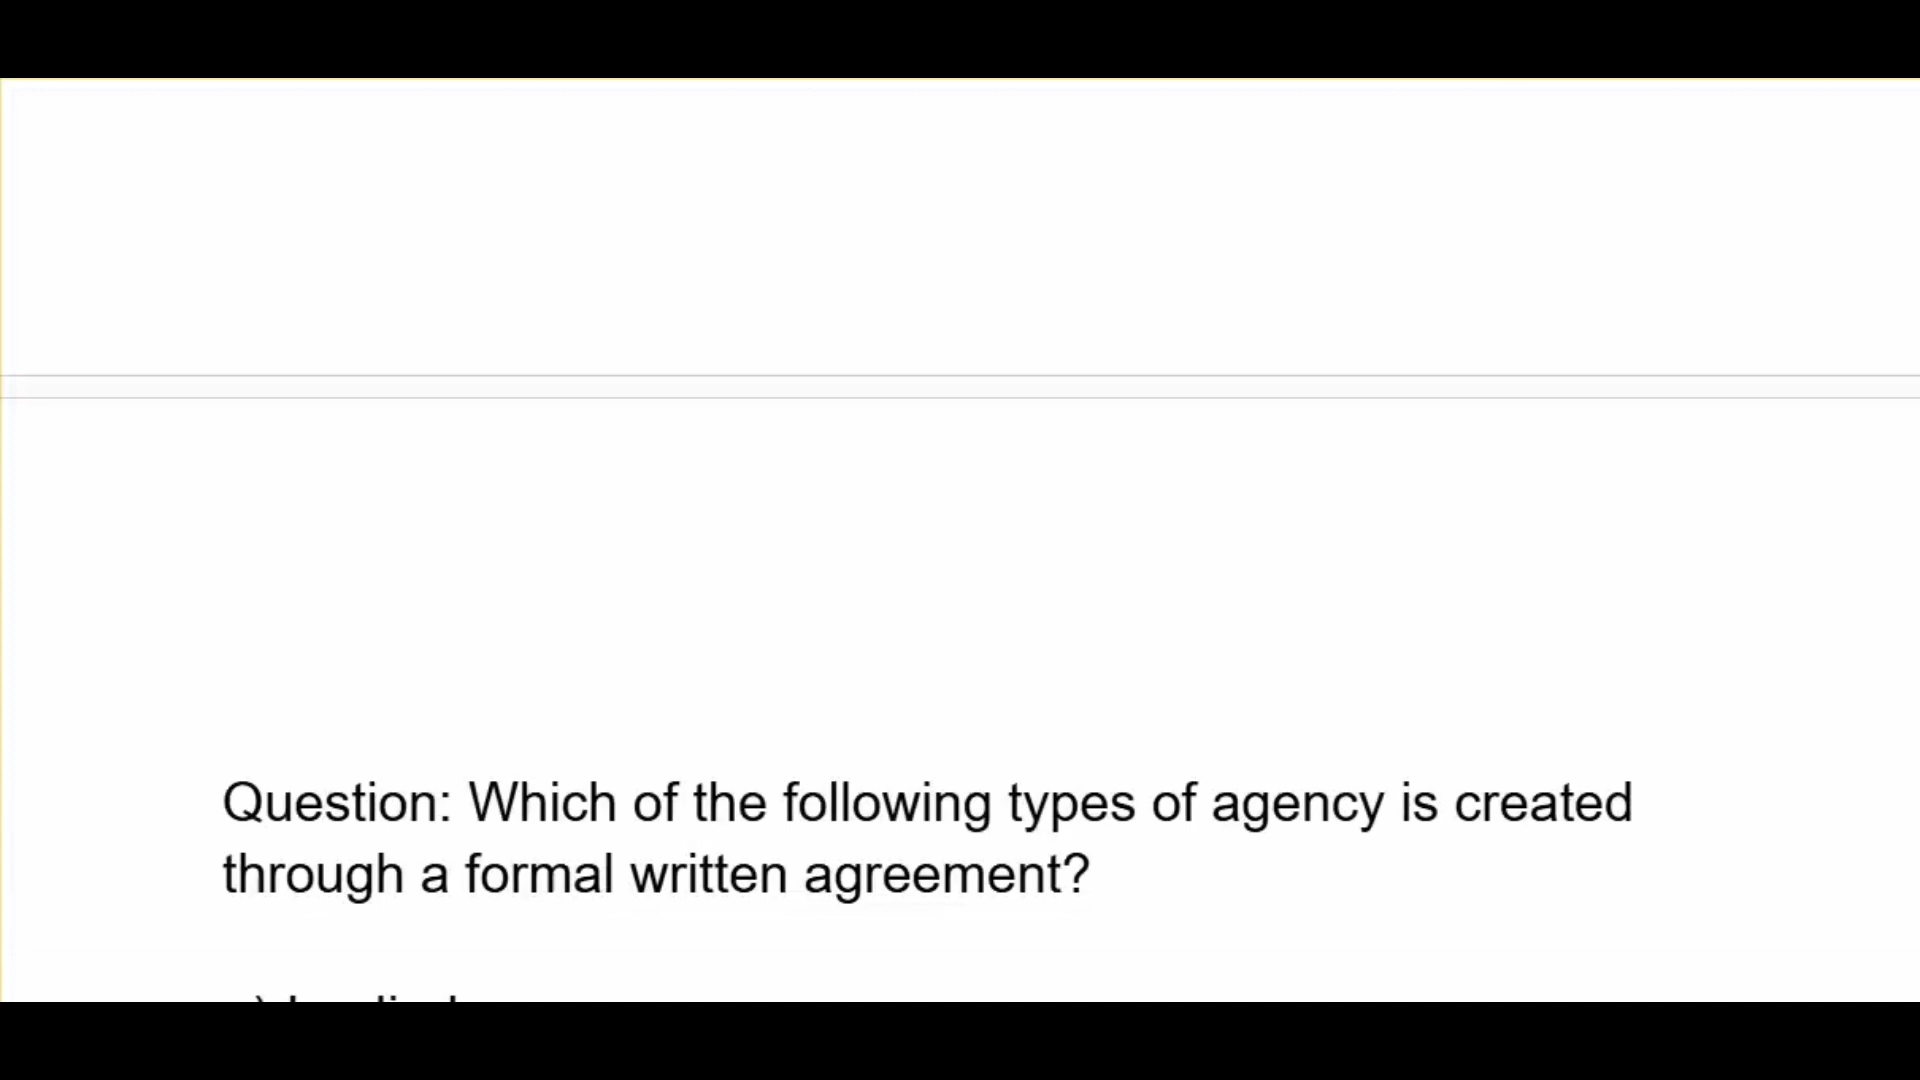 Question: Which of the following types of agency is created
through a formal written agreement?